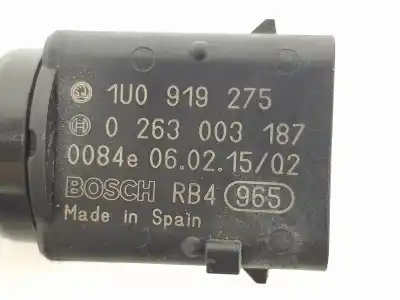 1U0 919 275
0 263 003 187
0084e 06.02.15/02
BOSCH RB4 965
Made in Spain